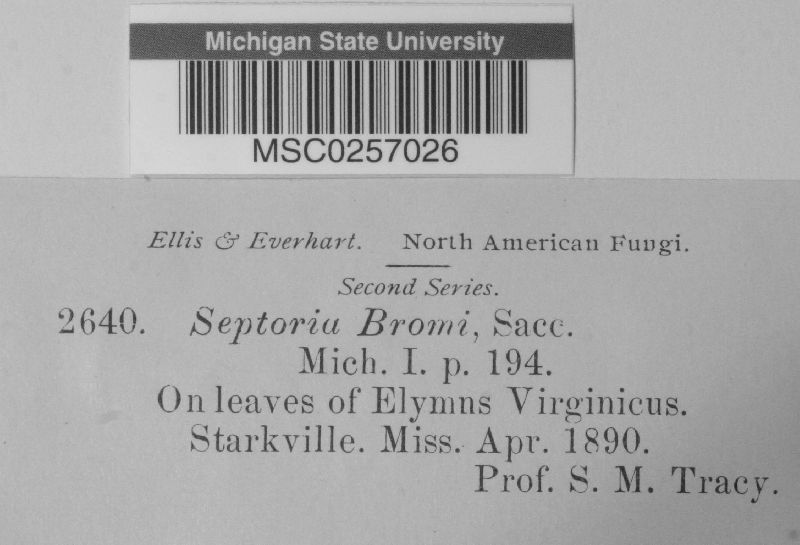 Michigan State University
MSC0257026
Ellis & Everhart. North American Fungi.
Second Series.
2640. Septoria Bromi, Sacc.
Mich. I. p. 194.
On leaves of Elymns Virginicus.
Starkville. Miss. Apr. 1890.
Prof. S. M. Tracy.